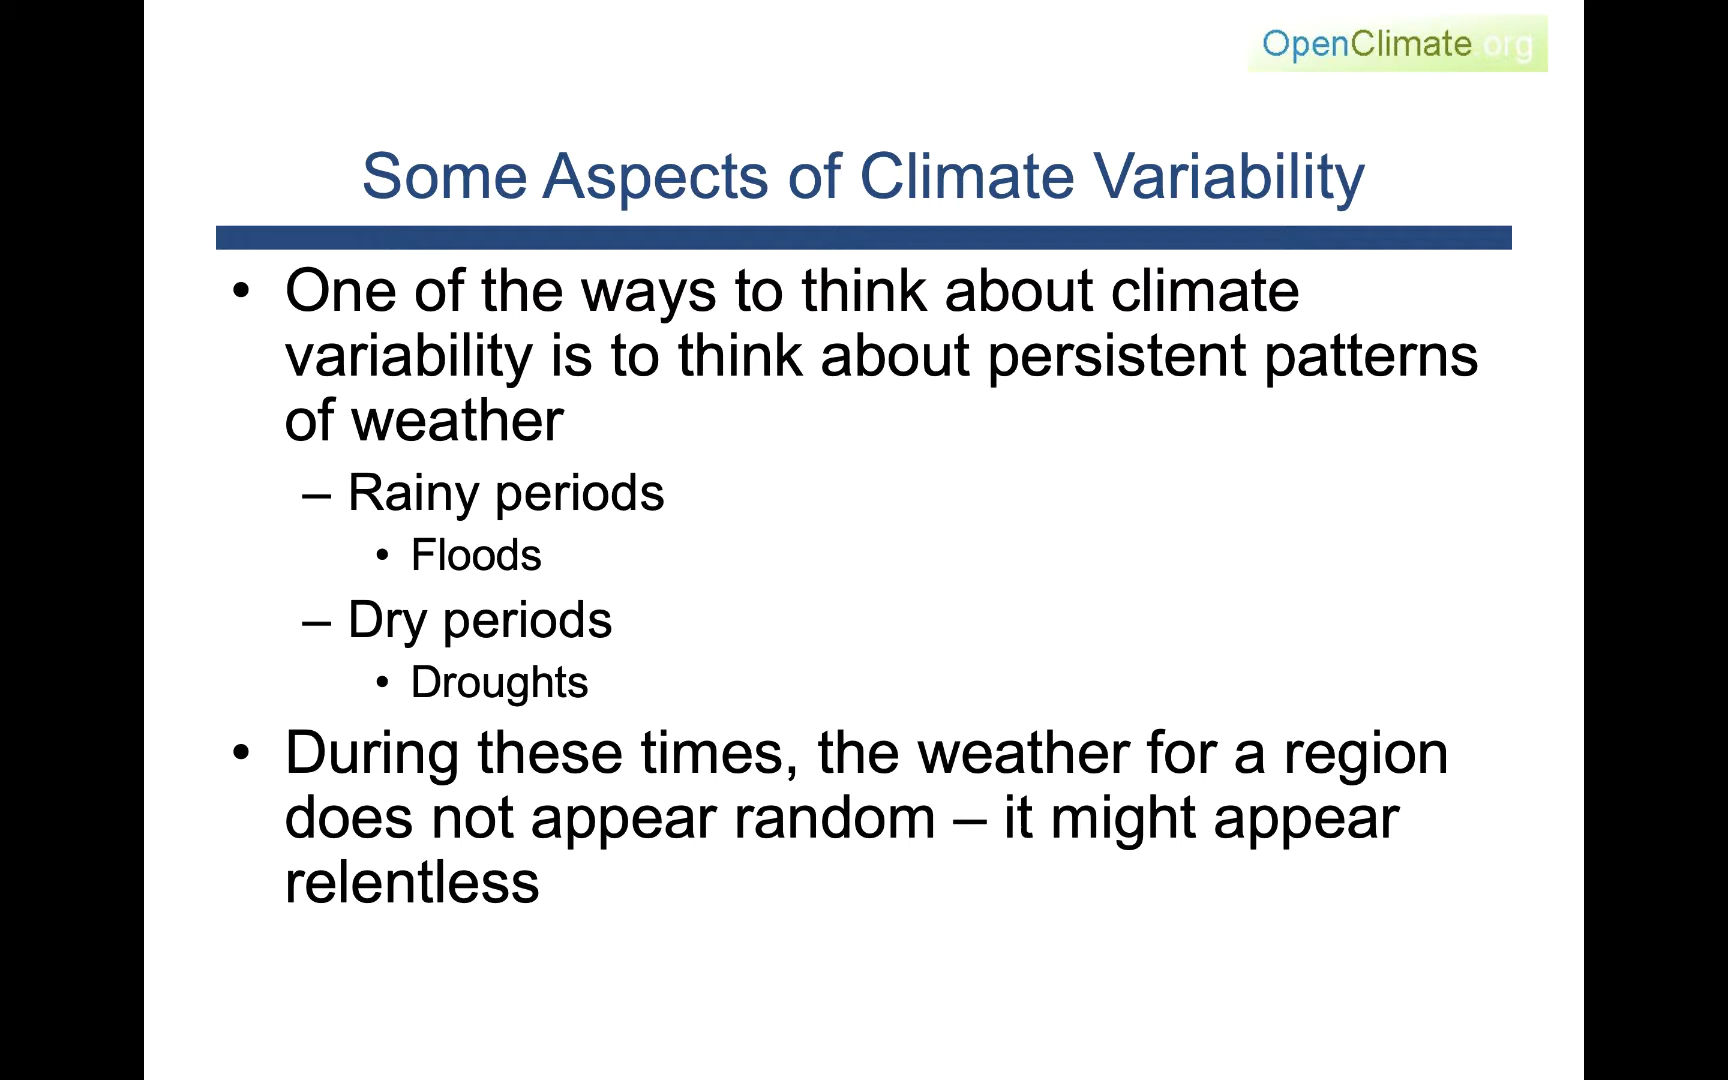 OpenClimate.org
Some Aspects of Climate Variability
• One of the ways to think about climate
variability is to think about persistent patterns
of weather
– Rainy periods
• Floods
– Dry periods
• Droughts
• During these times, the weather for a region
does not appear random – it might appear
relentless